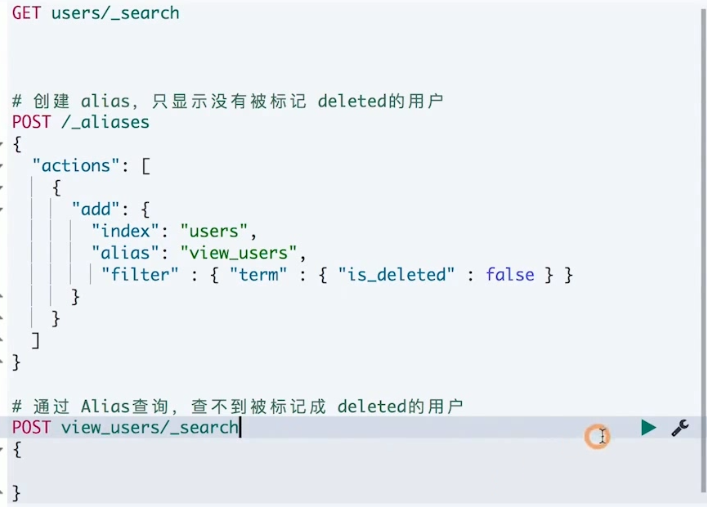 GET users/_search
# 创建 alias，只显示没有被标记 deleted的用户
POST /_aliases
{
  "actions": [
    {
      "add": {
        "index": "users",
        "alias": "view_users",
         "filter" : { "term" : { "is_deleted" : false } }
      }
    }
  ]
}
# 通过 Alias查询，查不到被标记成 deleted的用户
POST view_users/_search
{
}